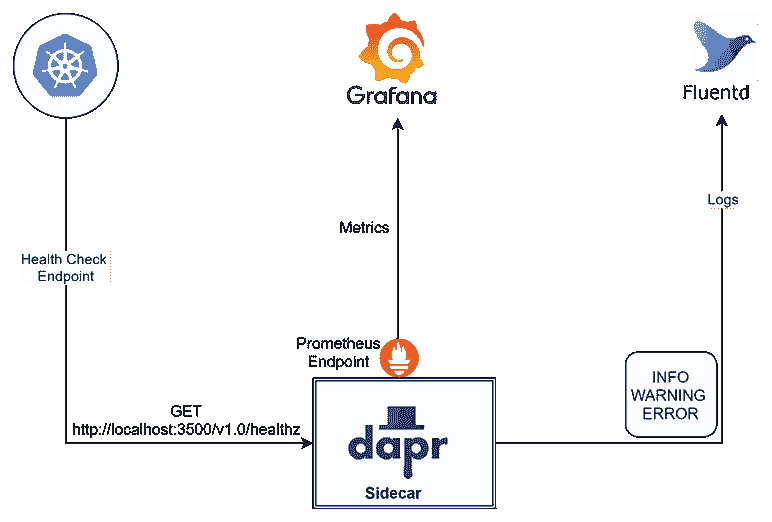 Grafana
Fluentd
Logs
Metrics
Health Check
Endpoint
Prometheus
Endpoint
INFO
WARNING
ERROR
GET
http://localhost:3500/v1.0/healthz
dapr
Sidecar